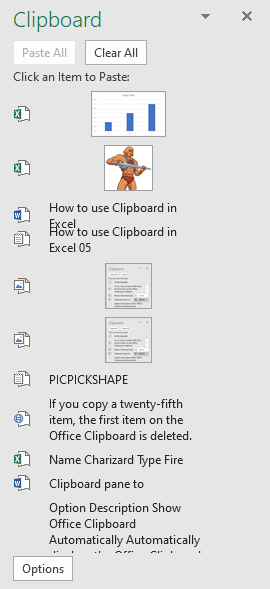 Clipboard
Paste All
Clear All
Click an Item to Paste:
How to use Clipboard in
Excel
How to use Clipboard in
Excel 05
Clipboard
Clipboard
PICPICKSHAPE
If you copy a twenty-fifth
item, the first item on the
Office Clipboard is deleted.
Name Charizard Type Fire
Clipboard pane to
Option Description Show
Office Clipboard
Automatically Automatically
Options